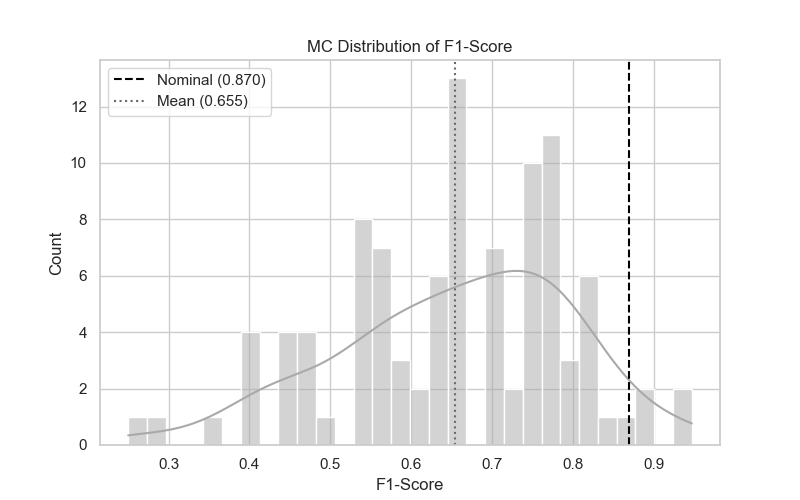 MC Distribution of F1-Score
Nominal (0.870)
Mean (0.655)
Count
12
10
8
6
4
2
0
0.3 0.4 0.5 0.6 0.7 0.8 0.9
F1-Score